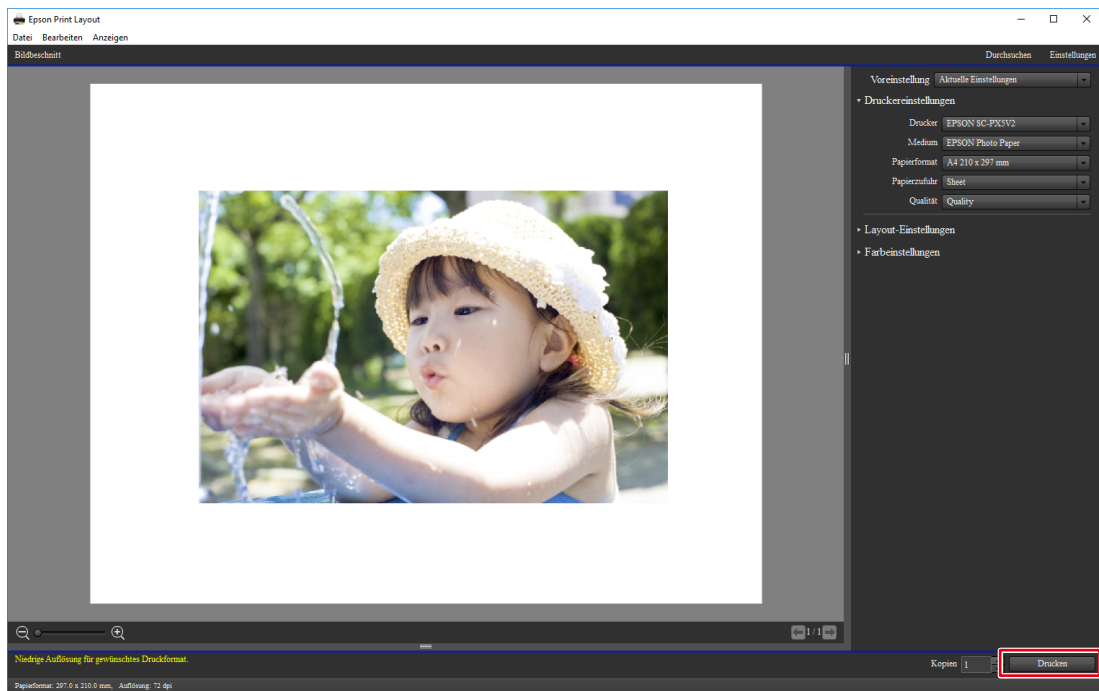 Epson Print Layout
Datei Bearbeiten Anzeigen
Bildbeschnitt Durchsuchen Einstellungen
Voreinstellung Aktuelle Einstellungen
Druckereinstellungen
Drucker EPSON SC-PX5V2
Medium EPSON Photo Paper
Papierformat A4 210 x 297 mm
Papierzufuhr Sheet
Qualität Quality
Layout-Einstellungen
Farbeinstellungen
1 / 1
Niedrige Auflösung für gewünschtes Druckformat.
Kopien 1 Drucken
Papierformat: 297.0 x 210.0 mm, Auflösung: 72 dpi